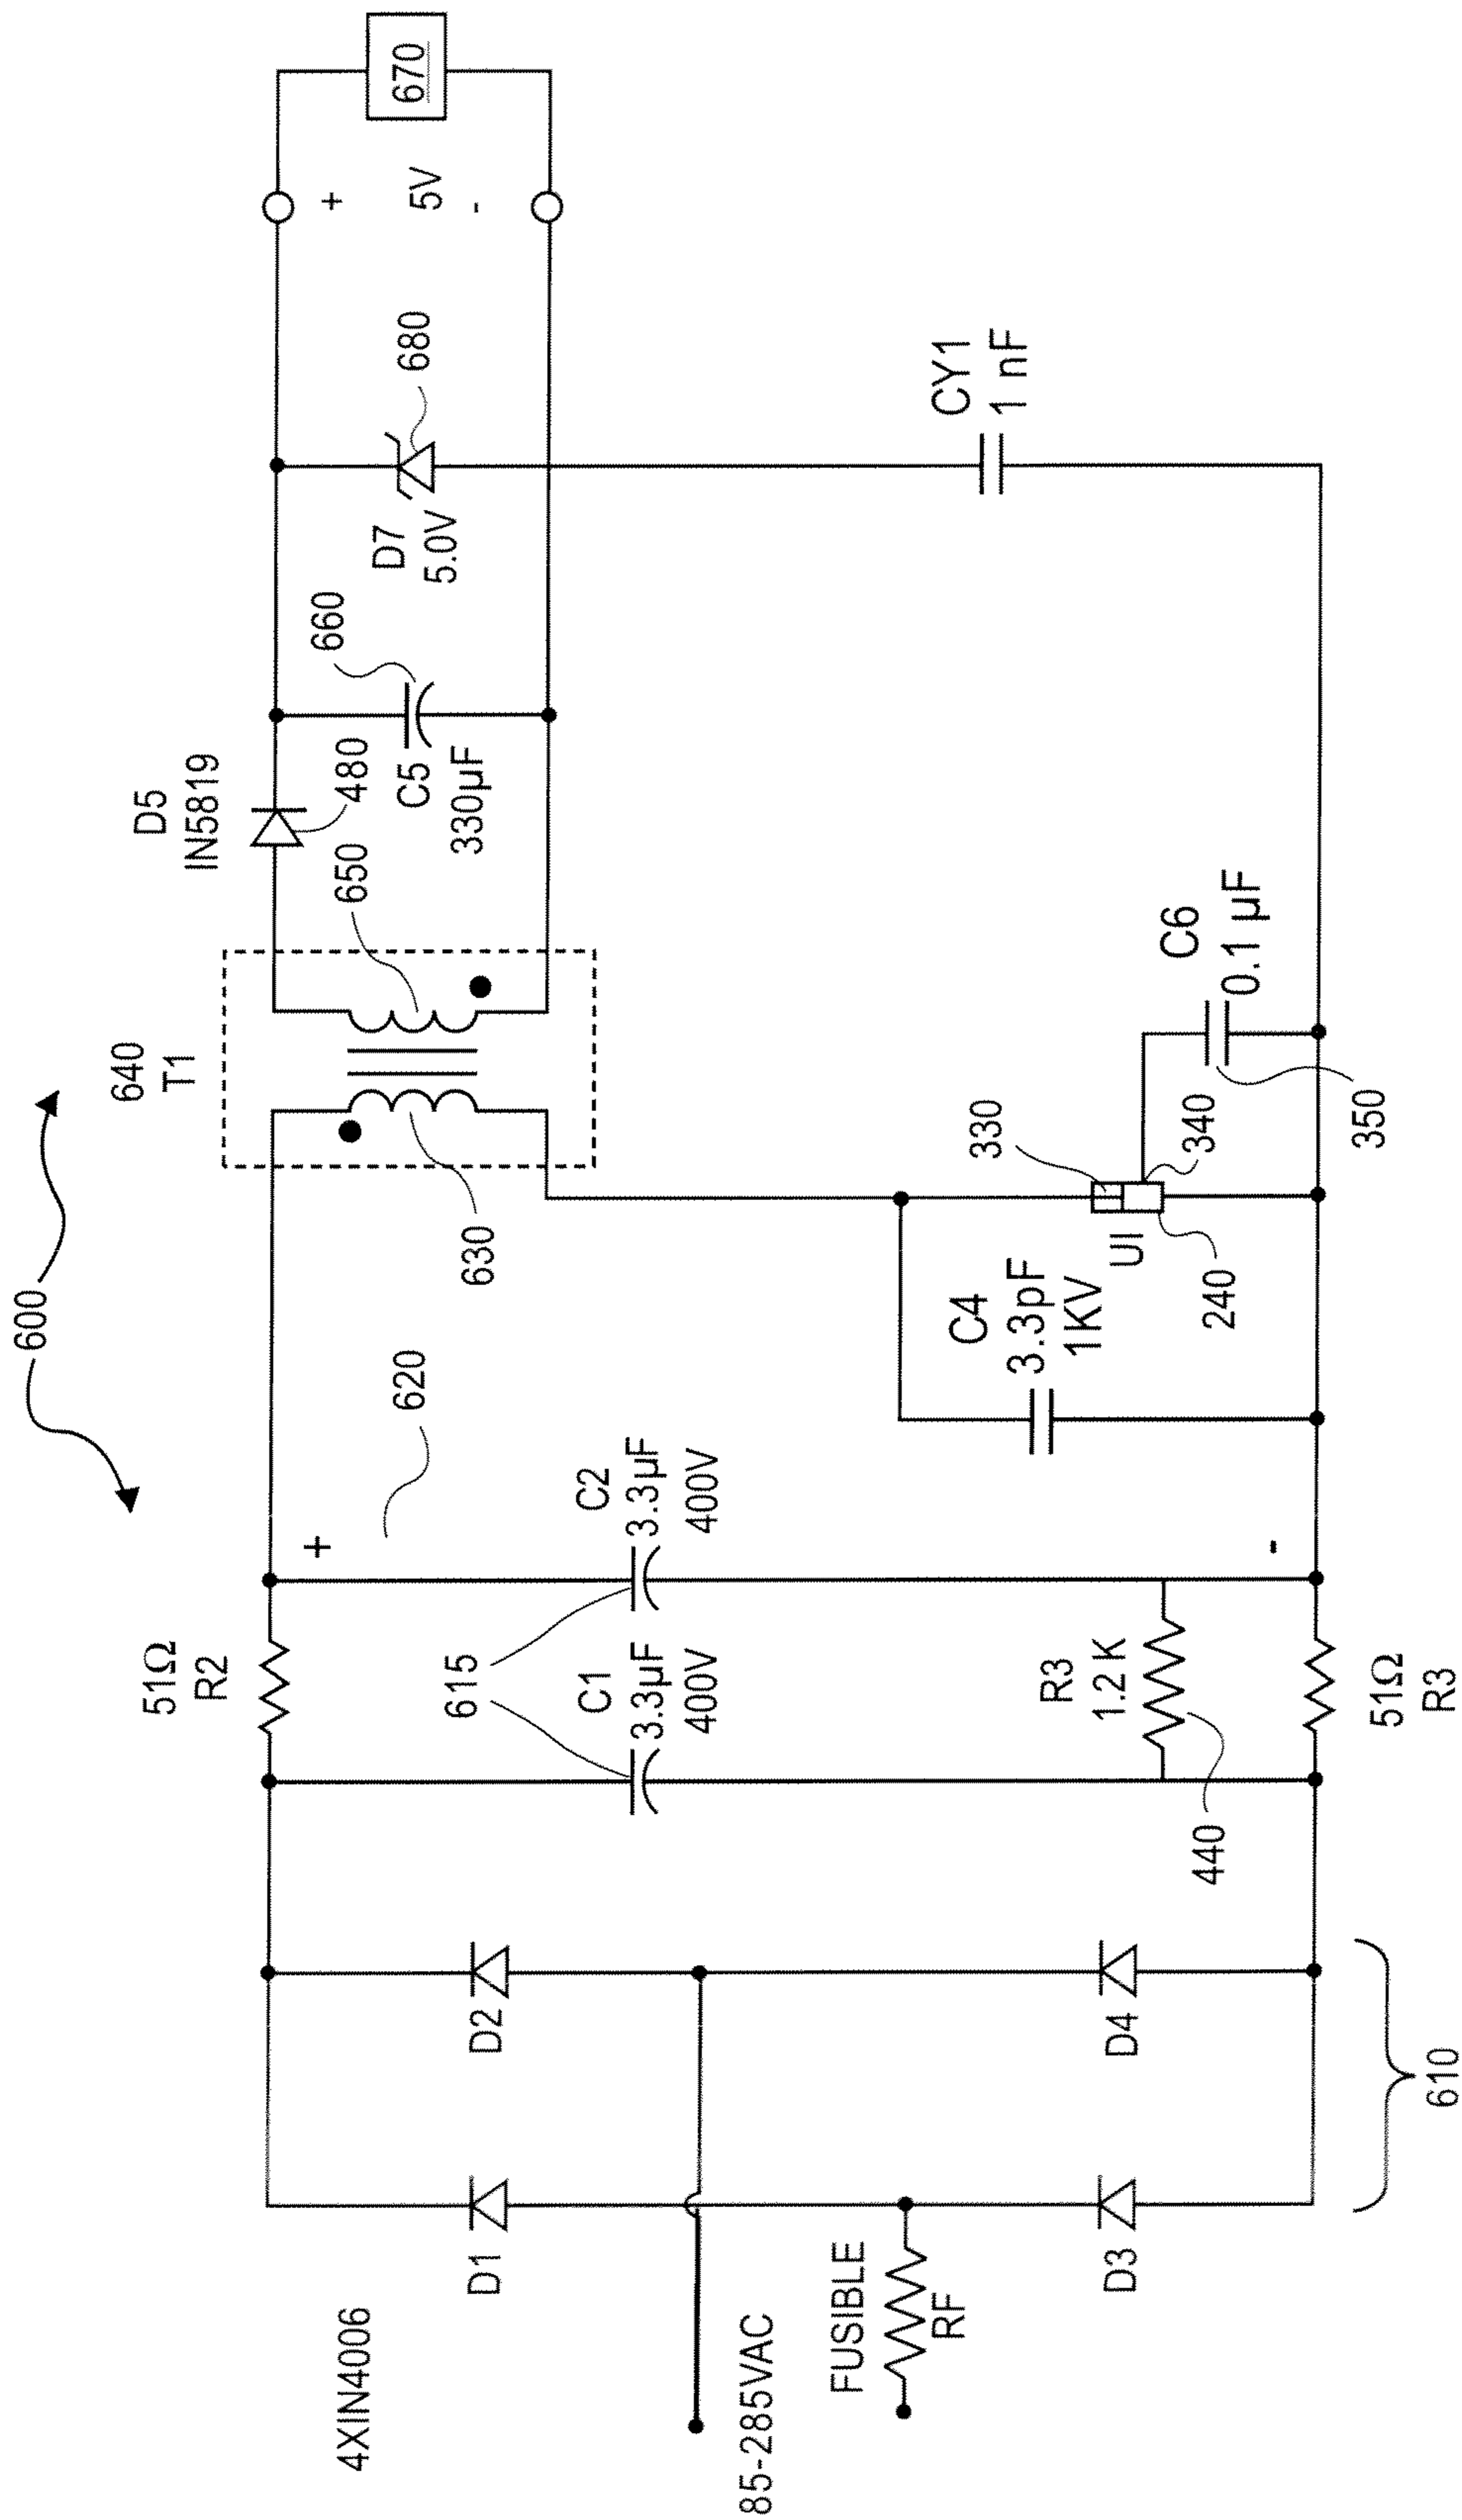 600
640
T1
D5
IN5819
480
650
630
620
660
C5
330µF
D7
5.0V
680
+
5V
-
670
51Ω
R2
+
615
C1
3.3µF
400V
C2
3.3µF
400V
C4
3.3pF
1KV
330
UI
340
240
C6
0.1 µF
350
CY1
1 nF
R3
1.2 K
440
-
51Ω
R3
4XIN4006
D1
D2
85-285VAC
FUSIBLE
RF
D3
D4
610